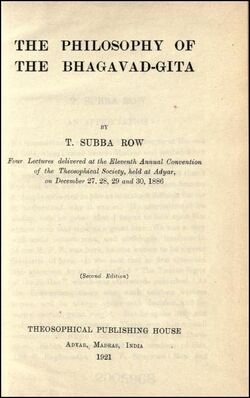 THE PHILOSOPHY OF
THE BHAGAVAD-GITA
BY
T. SUBBA ROW
Four Lectures delivered at the Eleventh Annual Convention
of the Theosophical Society, held at Adyar,
on December 27, 28, 29 and 30, 1886
(Second Edition)
THEOSOPHICAL PUBLISHING HOUSE
ADYAR, MADRAS, INDIA
1921